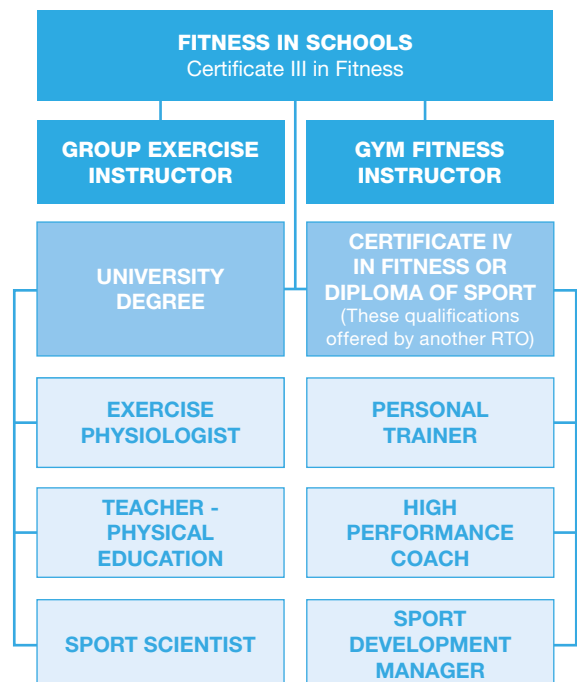 FITNESS IN SCHOOLS
Certificate III in Fitness
GROUP EXERCISE
INSTRUCTOR
GYM FITNESS
INSTRUCTOR
UNIVERSITY
DEGREE
CERTIFICATE IV
IN FITNESS OR
DIPLOMA OF SPORT
(These qualifications
offered by another RTO)
EXERCISE
PHYSIOLOGIST
PERSONAL
TRAINER
TEACHER -
PHYSICAL
EDUCATION
HIGH
PERFORMANCE
COACH
SPORT SCIENTIST
SPORT
DEVELOPMENT
MANAGER